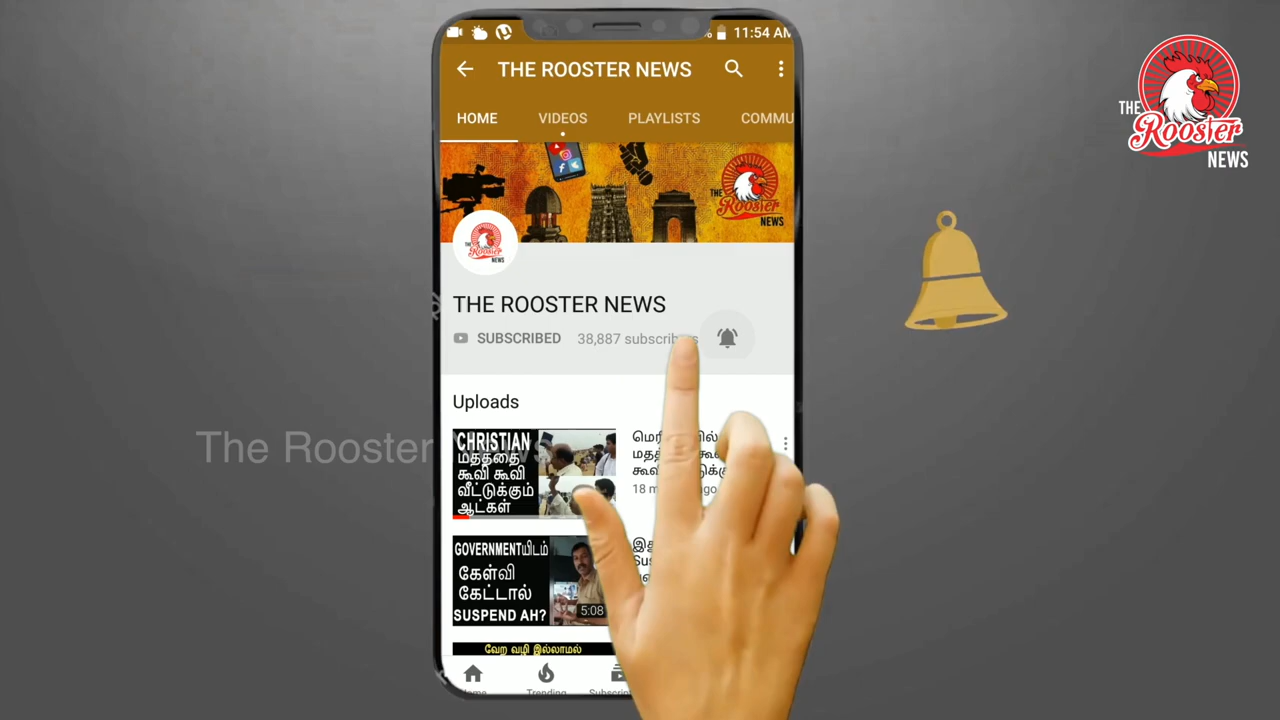 11:54 AM
THE ROOSTER NEWS
HOME
VIDEOS
PLAYLISTS
COMMU
THE
Rooster
NEWS
THE
Rooster
NEWS
THE ROOSTER NEWS
SUBSCRIBED
38,887
Uploads
The Rooster
CHRISTIAN
மதத்தை
கூவி கூவி
வீட்டுக்கும்
ஆட்கள்
18
GOVERNMENTயிடம்
கேள்வி
கேட்டால்
SUSPEND AH?
5:08
வேற வழி இல்லாமல்
Trending